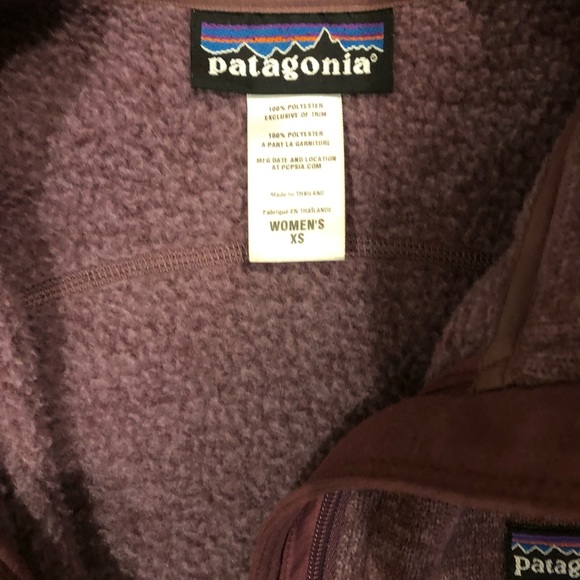 patagonia®
100% POLYESTER
EXCLUSIVE OF TRIM
100% POLYESTER
A PART LA GARNITURE
MFG DATE AND LOCATION
AT PCPSIA.COM
Made in THAILAND
Fabriqué EN THAÏLANDE
WOMEN'S
XS
patag